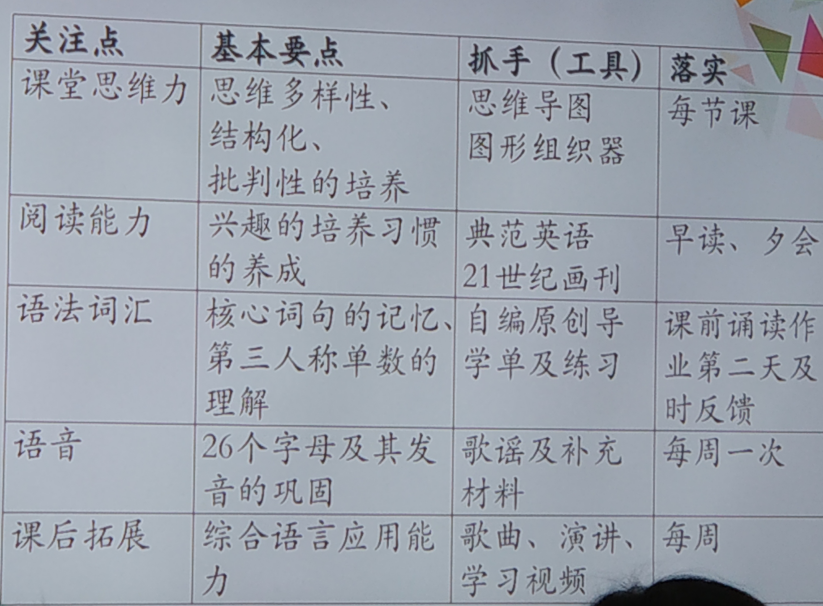 关注点 基本要点 抓手（工具） 落实
课堂思维力 思维多样性、 思维导图 每节课
结构化、 图形组织器
批判性的培养
阅读能力 兴趣的培养习惯 典范英语 早读、夕会
的养成 21世纪画刊
语法词汇 核心词句的记忆、 自编原创导 课前诵读作
第三人称单数的 学单及练习 业第二天及
理解 时反馈
语音 26个字母及其发 歌谣及补充 每周一次
音的巩固 材料
课后拓展 综合语言应用能 歌曲、演讲、 每周
力 学习视频